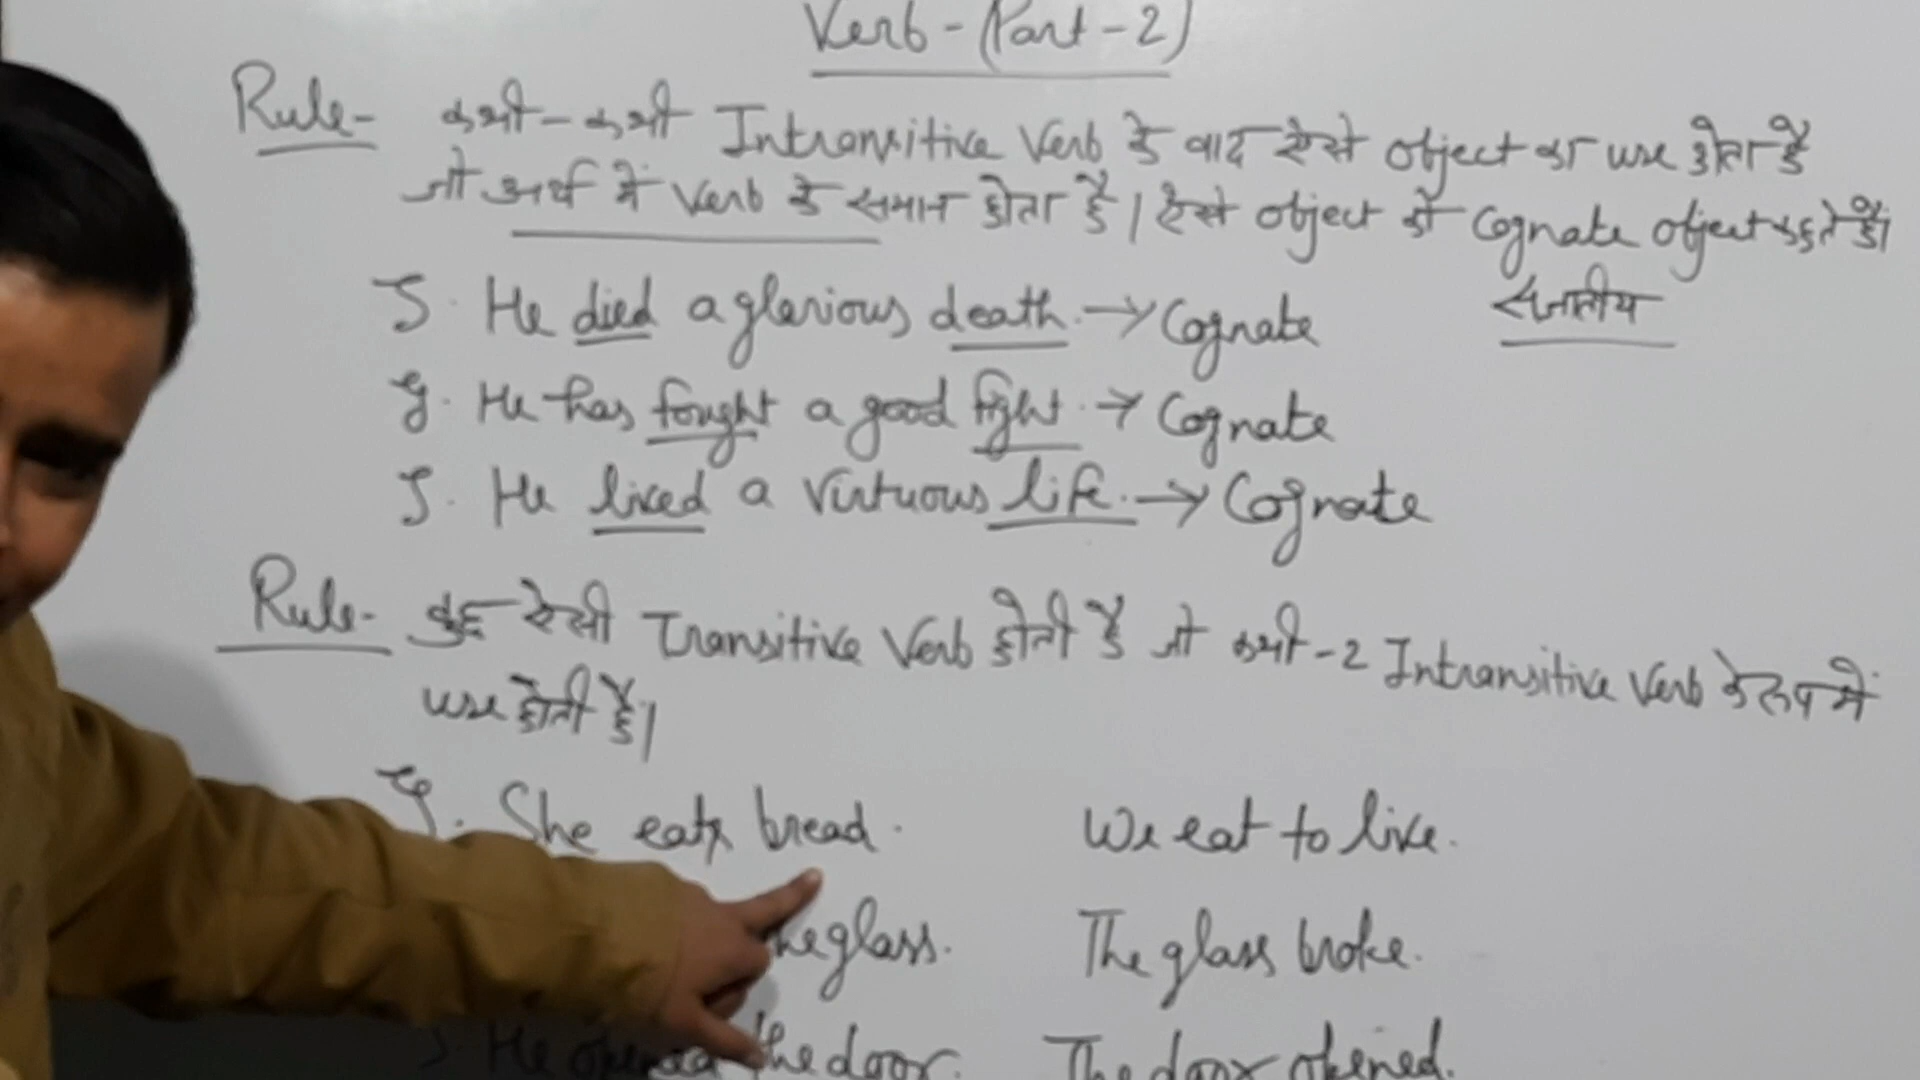 Verb - (Part - 2)
Rule- कभी - कभी Intransitive Verb के बाद ऐसे object का use होता है
जो अर्थ में Verb के समान होता है। ऐसे object को Cognate object कहते हैं।
सजातीय
He died a glorious death. → Cognate
He has fought a good fight. → Cognate
He lived a virtuous life. → Cognate
Rule- कुछ ऐसी Transitive Verb होती है जो कभी-2 Intransitive Verb के रूप में
use होती है।
She eats bread. We eat to live.
the glass. The glass broke.
He opened the door. The door opened.